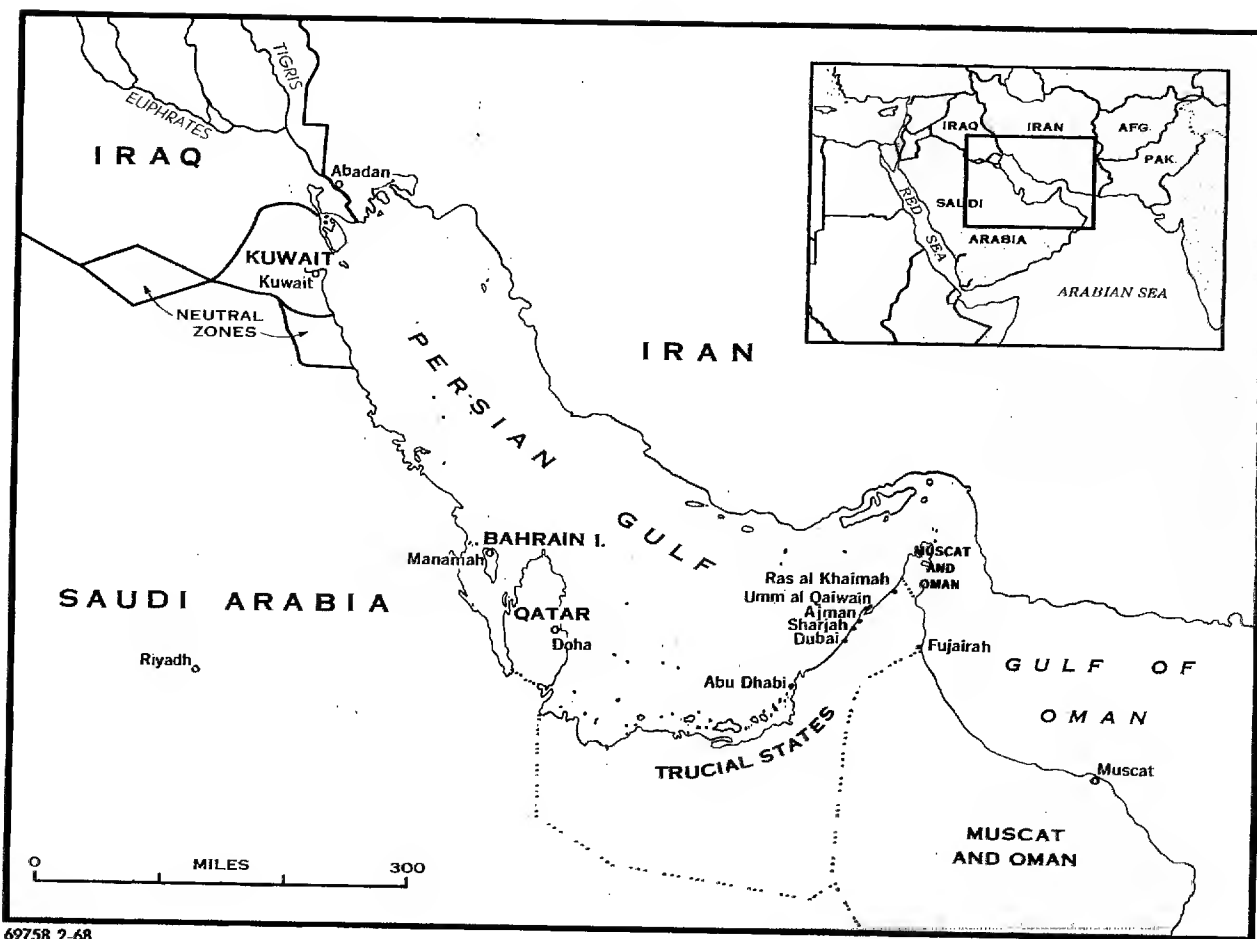 TIGRIS
EUPHRATES
IRAQ
Abadan
KUWAIT
Kuwait
NEUTRAL
ZONES
PERSIAN
GULF
IRAN
IRAQ
IRAN
AFG.
PAK.
RED
SEA
SAUDI
ARABIA
ARABIAN SEA
BAHRAIN I.
Manamah
SAUDI ARABIA
QATAR
Doha
Riyadh
MUSCAT
AND
OMAN
Ras al Khaimah
Umm al Qaiwain
Ajman
Sharjah
Dubai
Fujairah
Abu Dhabi
GULF OF
OMAN
TRUCIAL STATES
Muscat
MUSCAT
AND OMAN
0 MILES 300
69758 2-68